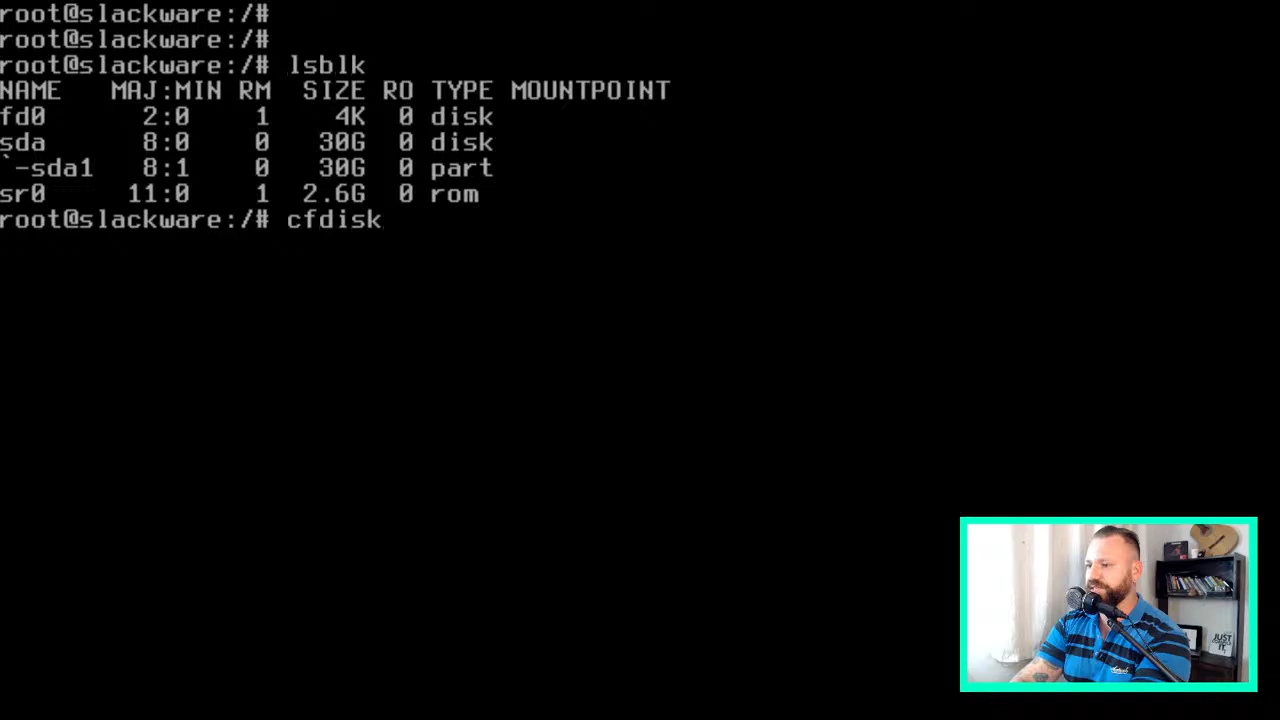 root@slackware:/#
root@slackware:/#
root@slackware:/# lsblk
NAME   MAJ:MIN RM   SIZE RO TYPE MOUNTPOINT
fd0      2:0    1     4K  0 disk
sda      8:0    0    30G  0 disk
`-sda1   8:1    0    30G  0 part
sr0     11:0    1   2.6G  0 rom
root@slackware:/# cfdisk
JUST
IT.